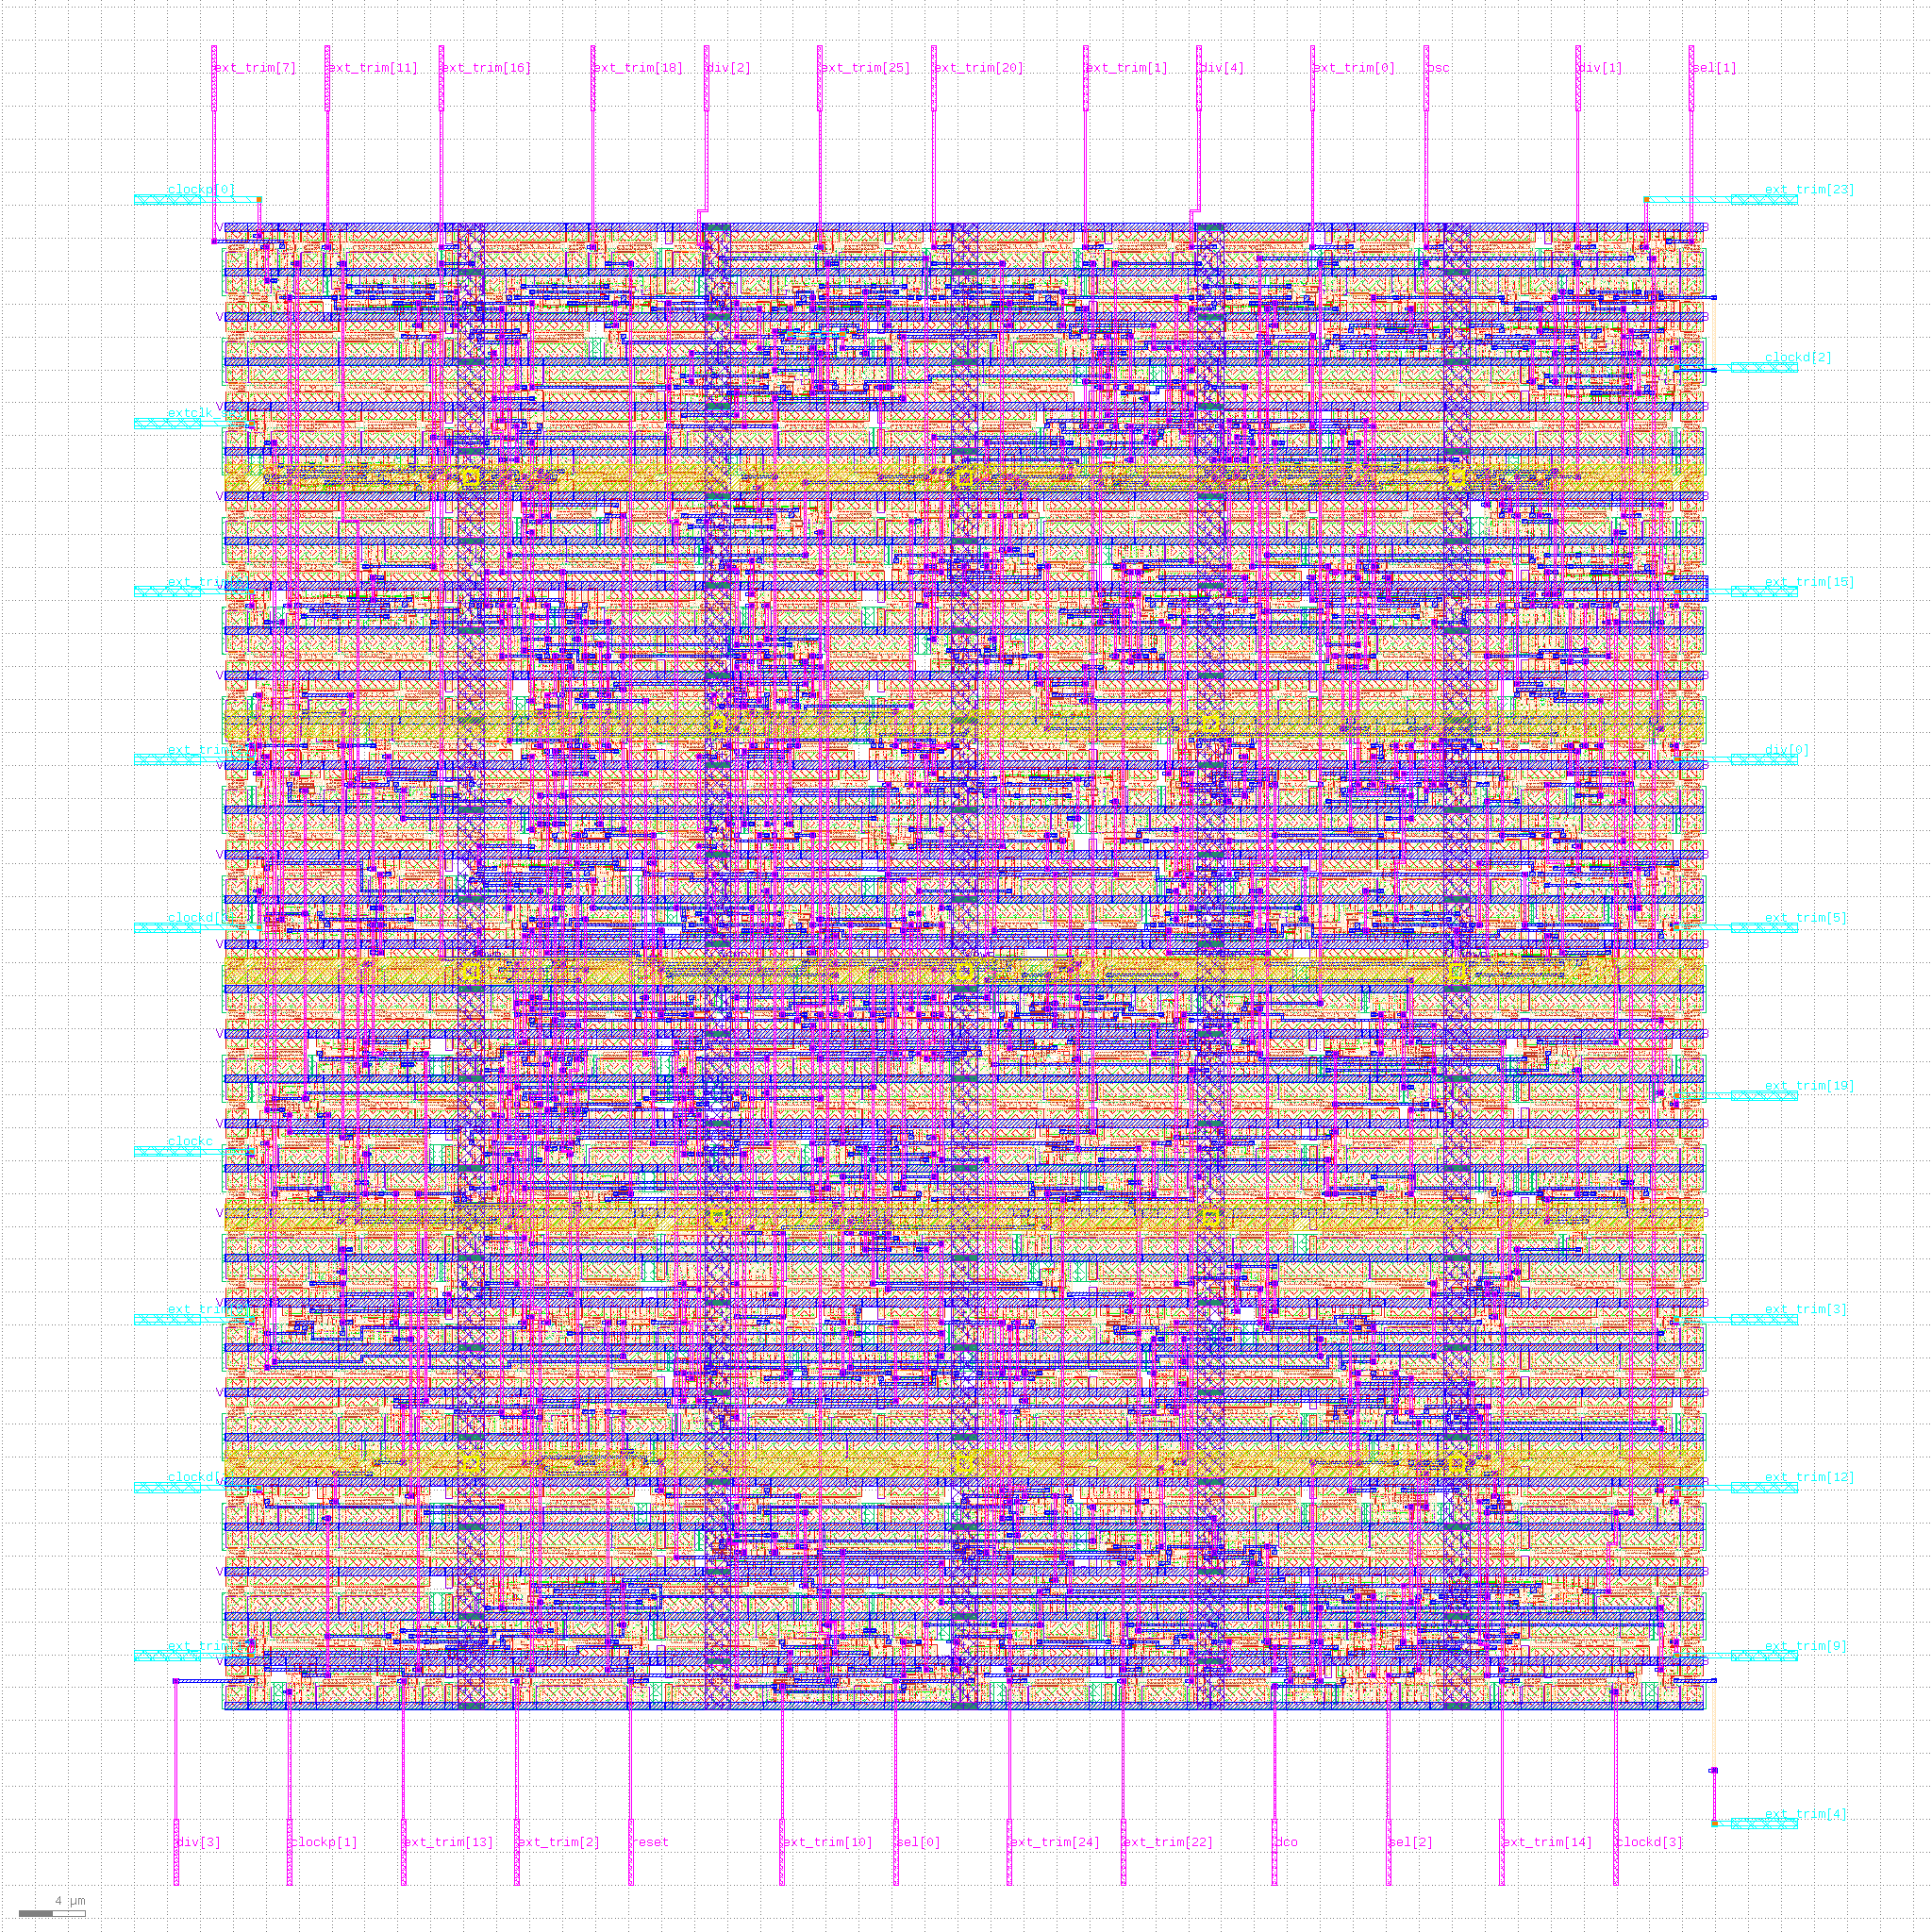 ext_trim[7] ext_trim[11] ext_trim[16] ext_trim[18] div[2] ext_trim[25] ext_trim[20] ext_trim[1] div[4] ext_trim[0] osc div[1] sel[1]
clockp[0] ext_trim[23]
clockd[2]
extclk_
ext_trim[15]
div[0]
ext_trim[5]
ext_trim[19]
clockc
ext_trim[3]
ext_trim[12]
ext_trim[9]
ext_trim[4]
div[3] clockp[1] ext_trim[13] ext_trim[2] reset ext_trim[10] sel[0] ext_trim[24] ext_trim[22] dco sel[2] ext_trim[14] clockd[3]
4 µm